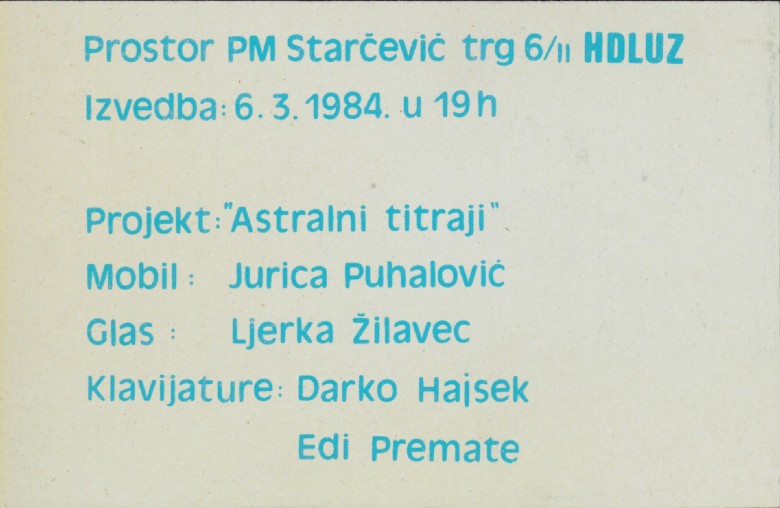 Prostor PM Starčević trg 6/II HDLUZ
Izvedba: 6. 3. 1984. u 19 h
Projekt: "Astralni titraji"
Mobil: Jurica Puhalović
Glas: Ljerka Žilavec
Klavijature: Darko Hajsek
Edi Premate